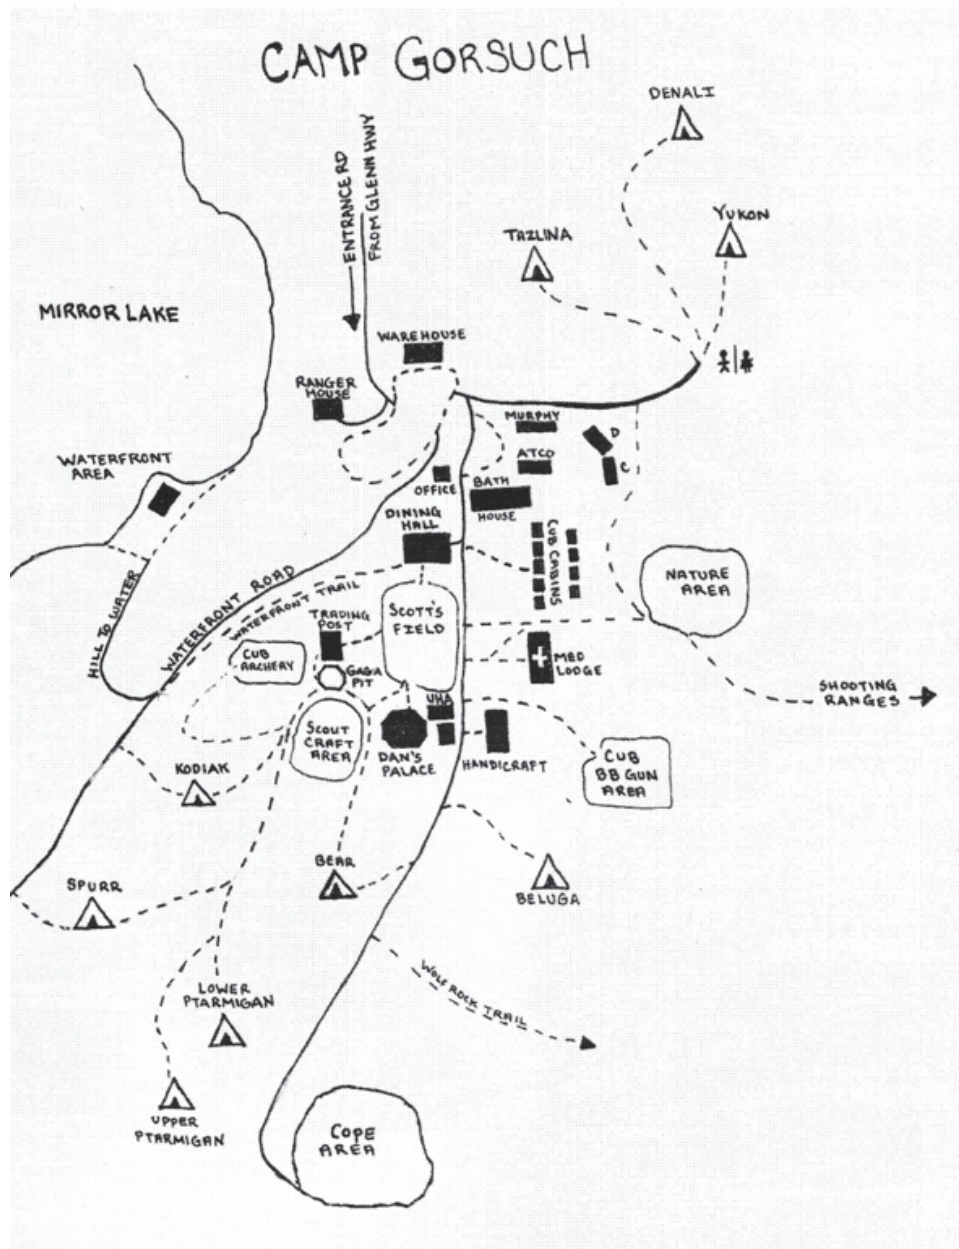 CAMP GORSUCH
DENALI
ENTRANCE RD
FROM GLENN HWY
YUKON
TAZLINA
MIRROR LAKE
WAREHOUSE
RANGER
HOUSE
MURPHY
D
ATCO
C
WATERFRONT
AREA
OFFICE
BATH
HOUSE
DINING
HALL
CUB CABINS
NATURE
AREA
HILL TO WATER
WATERFRONT ROAD
WATERFRONT TRAIL
TRADING
POST
SCOTT'S
FIELD
CUB
ARCHERY
GAGA
PIT
MED
LODGE
SHOOTING
RANGES
UHA
SCOUT
CRAFT
AREA
DAN'S
PALACE
HANDICRAFT
CUB
BB GUN
AREA
KODIAK
BEAR
SPURR
BELUGA
LOWER
PTARMIGAN
WOLF ROCK TRAIL
UPPER
PTARMIGAN
COPE
AREA